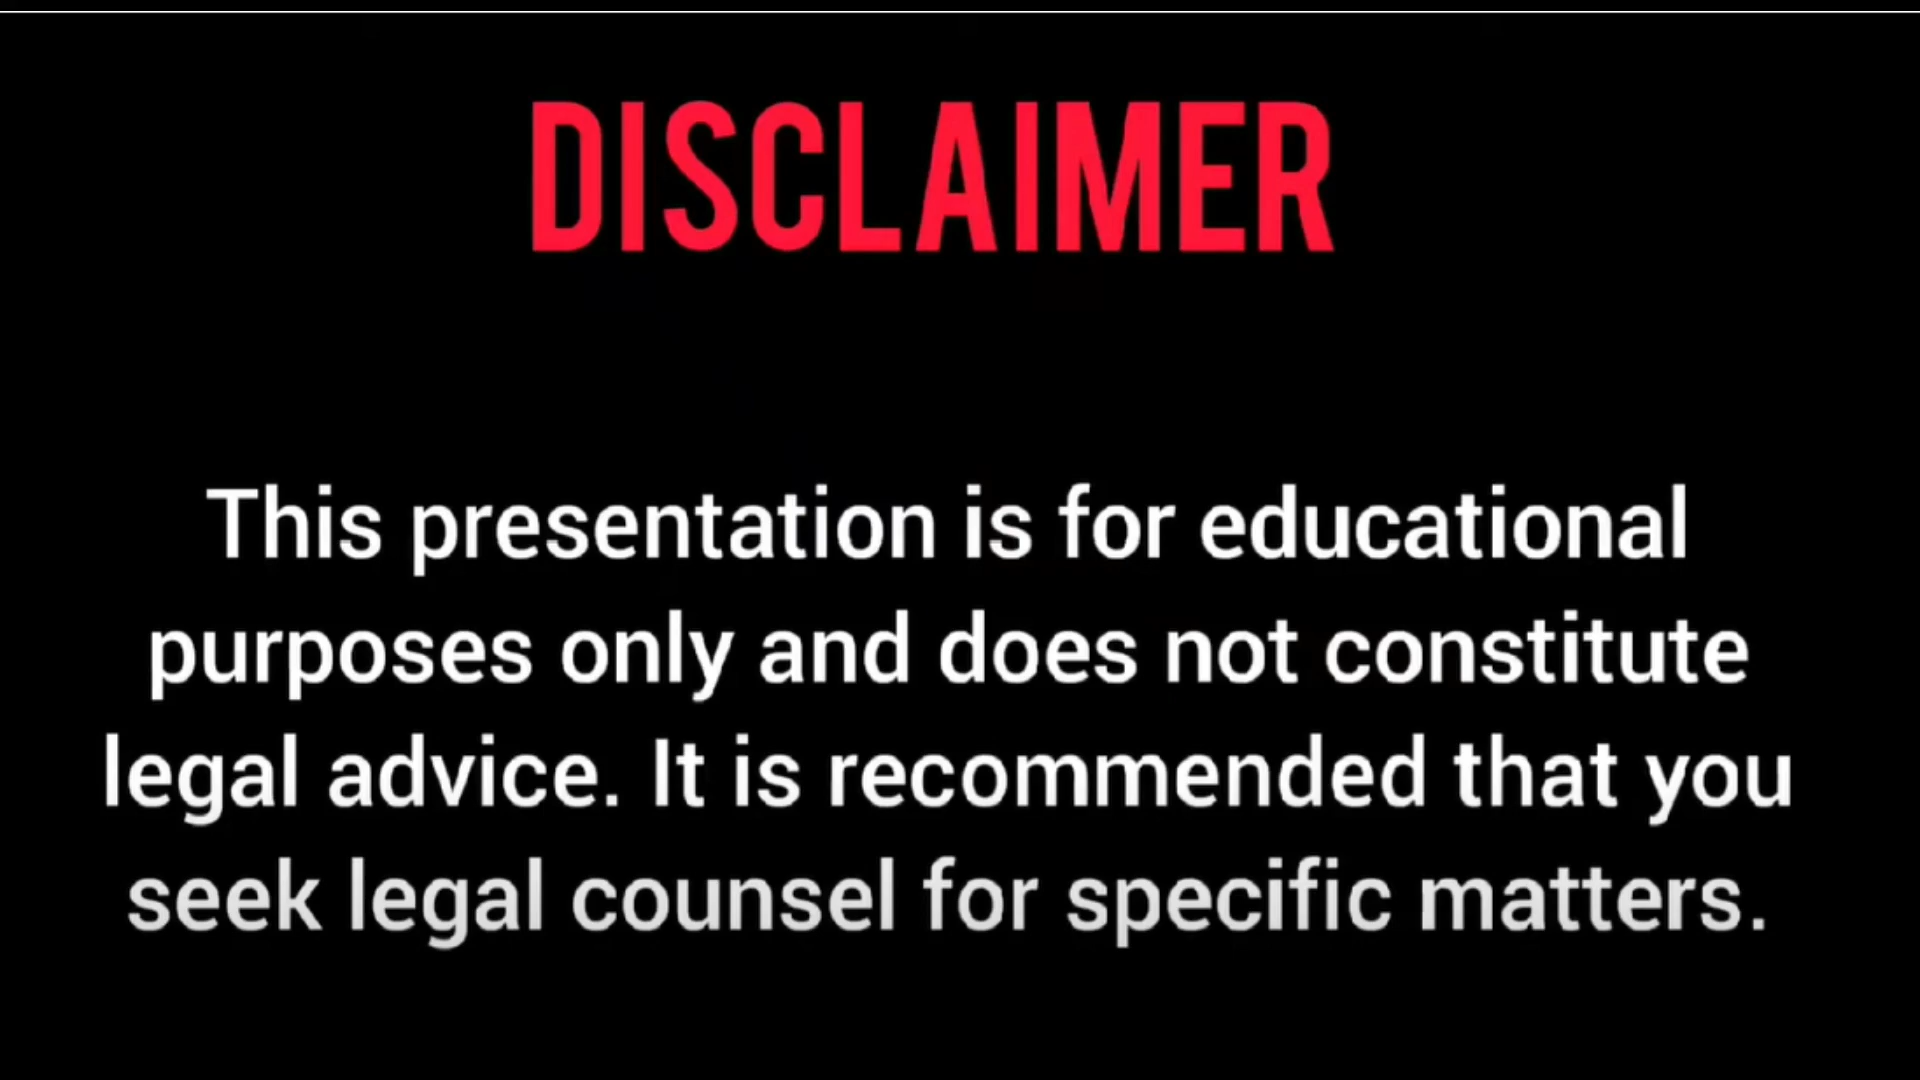 DISCLAIMER
This presentation is for educational
purposes only and does not constitute
legal advice. It is recommended that you
seek legal counsel for specific matters.